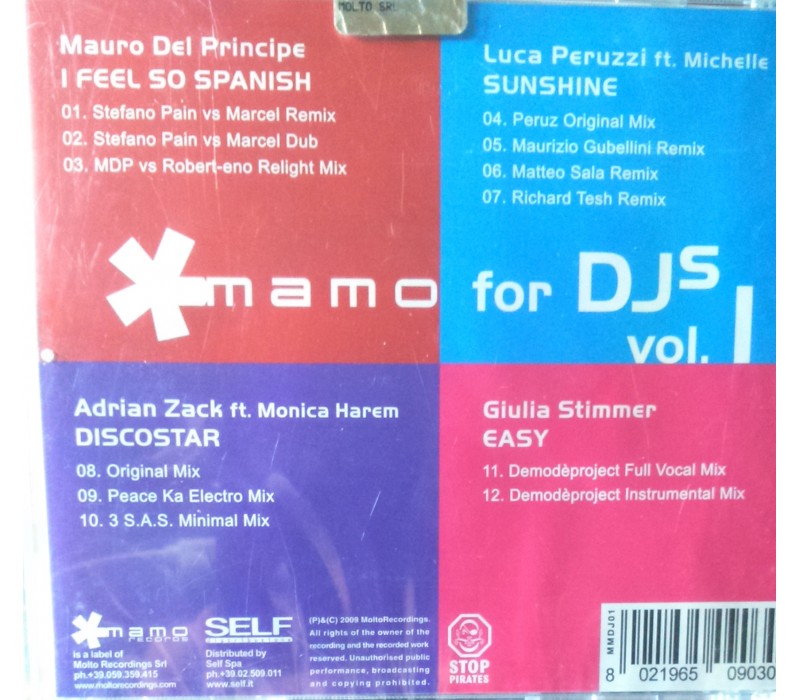 MOLTO SRL
Mauro Del Principe
I FEEL SO SPANISH
01. Stefano Pain vs Marcel Remix
02. Stefano Pain vs Marcel Dub
03. MDP vs Robert-eno Relight Mix
Luca Peruzzi ft. Michelle
SUNSHINE
04. Peruz Original Mix
05. Maurizio Gubellini Remix
06. Matteo Sala Remix
07. Richard Tesh Remix
mamo for DJs
vol. 1
Adrian Zack ft. Monica Harem
DISCOSTAR
08. Original Mix
09. Peace Ka Electro Mix
10. 3 S.A.S. Minimal Mix
Giulia Stimmer
EASY
11. Demodèproject Full Vocal Mix
12. Demodèproject Instrumental Mix
mamo
records
is a label of
Molto Recordings Srl
ph+39.059.359.415
www.moltorecordings.com
SELF
Distributed by
Self Spa
ph.+39.02.509.011
www.self.it
(P)&(C) 2009 MoltoRecordings.
All rights of the owner of the
recording and the recorded work
reserved. Unauthorised public
performance, broadcasting
and copying prohibited.
STOP
PIRATES
MMDJ01
8 021965 09030